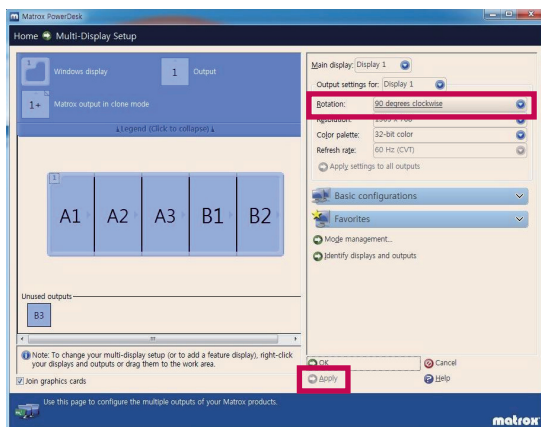 Matrox PowerDesk
Home Multi-Display Setup
1
Windows display
1
Output
1+
Matrox output in clone mode
Legend (Click to collapse)
1
A1
A2
A3
B1
B2
Unused outputs
B3
Note: To change your multi-display setup (or to add a feature display), right-click
your displays and outputs or drag them to the work area.
Join graphics cards
Main display: Display 1
Output settings for: Display 1
Rotation: 90 degrees clockwise
Resolution:
Color palette: 32-bit color
Refresh rate: 60 Hz (CVT)
Apply settings to all outputs
Basic configurations
Favorites
Mode management...
Identify displays and outputs
OK
Cancel
Apply
Help
Use this page to configure the multiple outputs of your Matrox products.
matrox